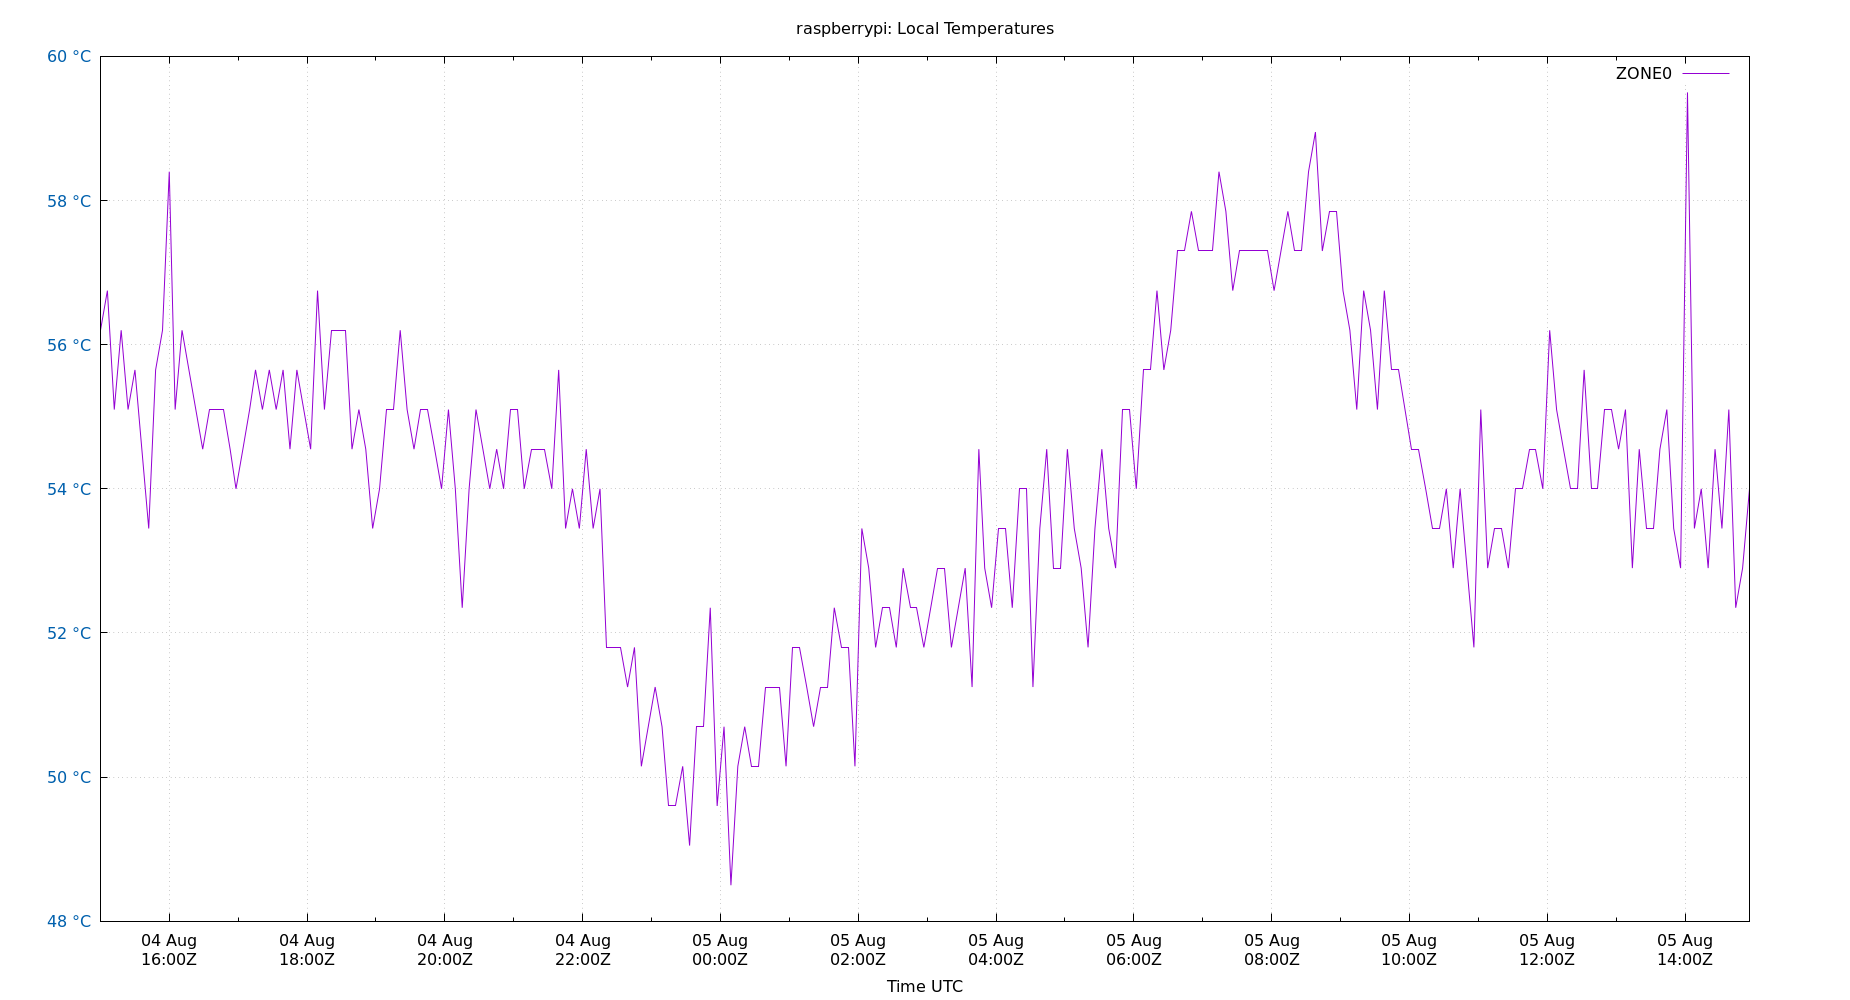 raspberrypi: Local Temperatures
60 °C
ZONE0
58 °C
56 °C
54 °C
52 °C
50 °C
48 °C
04 Aug 04 Aug 04 Aug 04 Aug 05 Aug 05 Aug 05 Aug 05 Aug 05 Aug 05 Aug 05 Aug 05 Aug
16:00Z 18:00Z 20:00Z 22:00Z 00:00Z 02:00Z 04:00Z 06:00Z 08:00Z 10:00Z 12:00Z 14:00Z
Time UTC